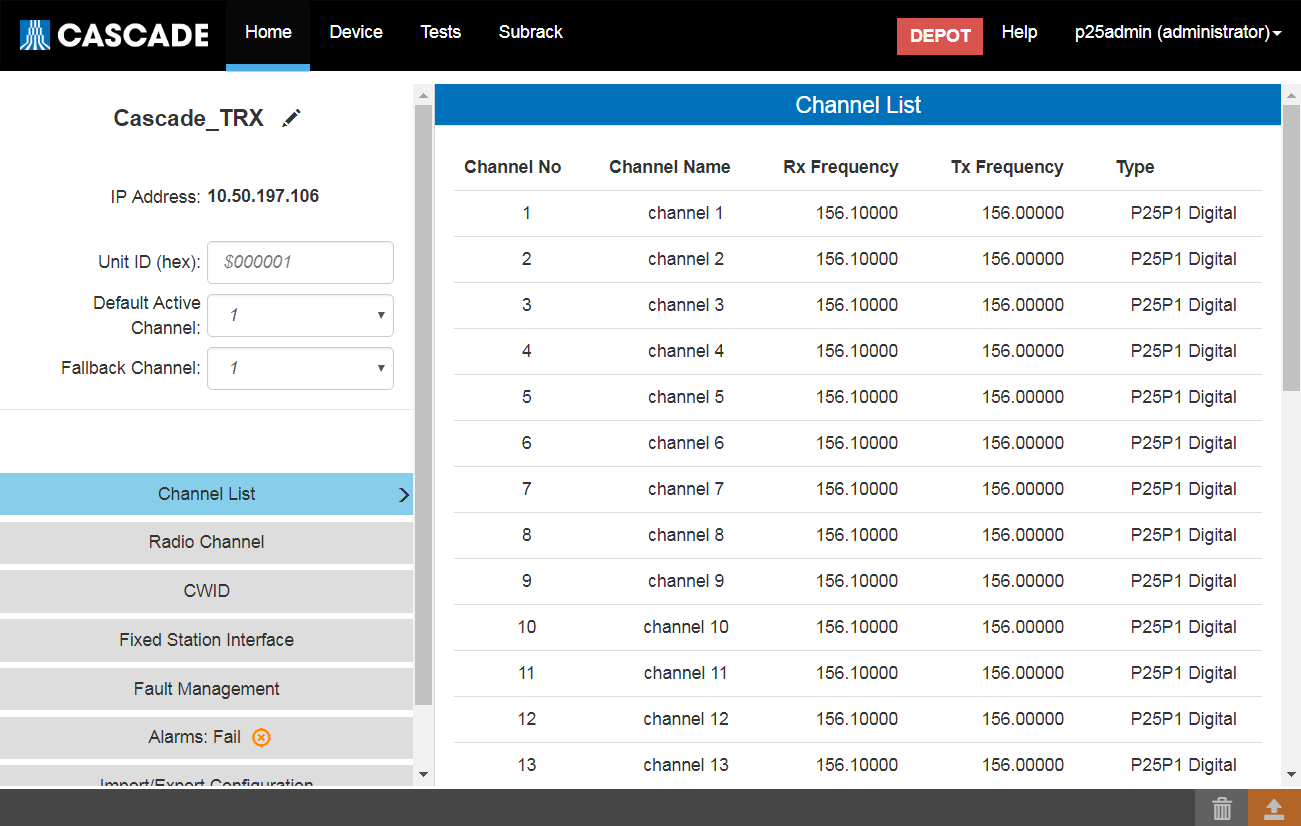 CASCADE Home Device Tests Subrack DEPOT Help p25admin (administrator)
Cascade_TRX
IP Address: 10.50.197.106
Unit ID (hex): $000001
Default Active
Channel: 1
Fallback Channel: 1
Channel List
Radio Channel
CWID
Fixed Station Interface
Fault Management
Alarms: Fail
Import/Export Configuration
Channel List
Channel No Channel Name Rx Frequency Tx Frequency Type
1 channel 1 156.10000 156.00000 P25P1 Digital
2 channel 2 156.10000 156.00000 P25P1 Digital
3 channel 3 156.10000 156.00000 P25P1 Digital
4 channel 4 156.10000 156.00000 P25P1 Digital
5 channel 5 156.10000 156.00000 P25P1 Digital
6 channel 6 156.10000 156.00000 P25P1 Digital
7 channel 7 156.10000 156.00000 P25P1 Digital
8 channel 8 156.10000 156.00000 P25P1 Digital
9 channel 9 156.10000 156.00000 P25P1 Digital
10 channel 10 156.10000 156.00000 P25P1 Digital
11 channel 11 156.10000 156.00000 P25P1 Digital
12 channel 12 156.10000 156.00000 P25P1 Digital
13 channel 13 156.10000 156.00000 P25P1 Digital